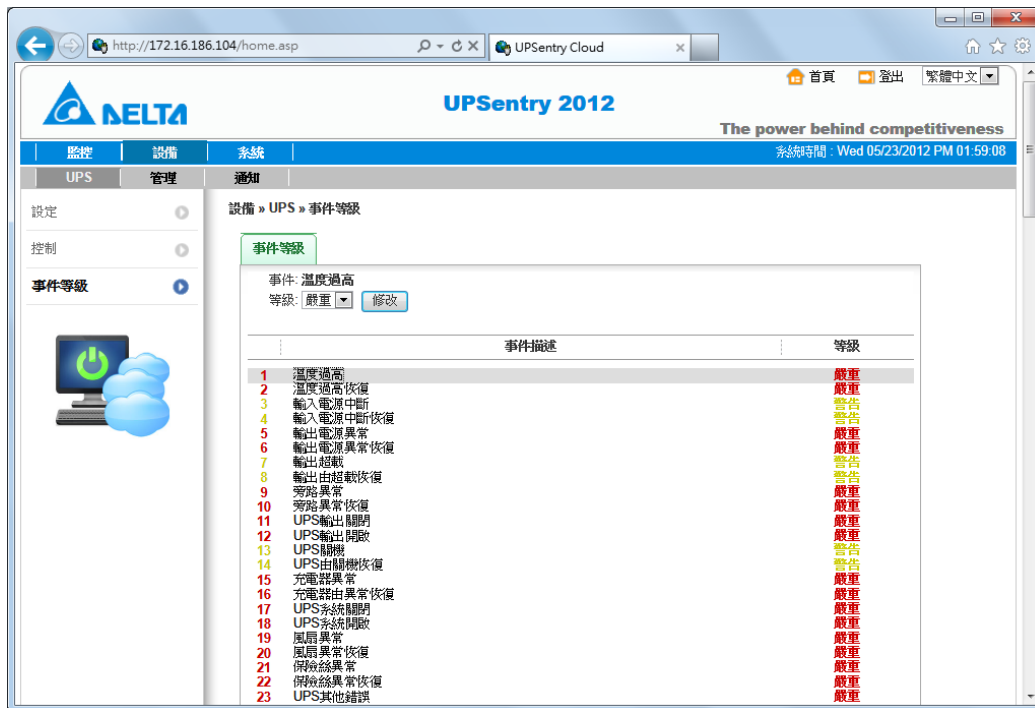 http://172.16.186.104/home.asp
UPSentry Cloud
首頁 登出 繁體中文
DELTA
UPSentry 2012
The power behind competitiveness
監控 設備 系統 系統時間 : Wed 05/23/2012 PM 01:59:08
UPS 管理 通知
設定
控制
事件等級
設備 » UPS » 事件等級
事件等級
事件: 溫度過高
等級: 嚴重 修改
事件描述 等級
1 溫度過高 嚴重
2 溫度過高恢復 嚴重
3 輸入電源中斷 警告
4 輸入電源中斷恢復 警告
5 輸出電源異常 嚴重
6 輸出電源異常恢復 嚴重
7 輸出超載 警告
8 輸出由超載恢復 警告
9 旁路異常 嚴重
10 旁路異常恢復 嚴重
11 UPS輸出關閉 嚴重
12 UPS輸出開啟 嚴重
13 UPS關機 警告
14 UPS由關機恢復 警告
15 充電器異常 嚴重
16 充電器由異常恢復 嚴重
17 UPS系統關閉 嚴重
18 UPS系統開啟 嚴重
19 風扇異常 嚴重
20 風扇異常恢復 嚴重
21 保險絲異常 嚴重
22 保險絲異常恢復 嚴重
23 UPS其他錯誤 嚴重